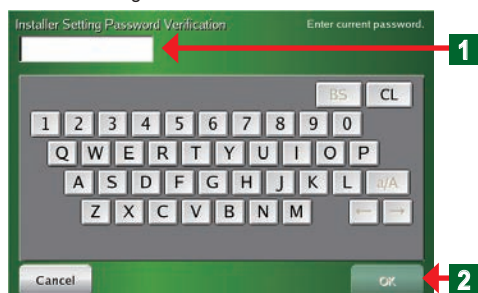 Installer Setting Password Verification Enter current password.
1
BS CL
1 2 3 4 5 6 7 8 9 0
Q W E R T Y U I O P
A S D F G H J K L a/A
Z X C V B N M ← →
Cancel OK 2